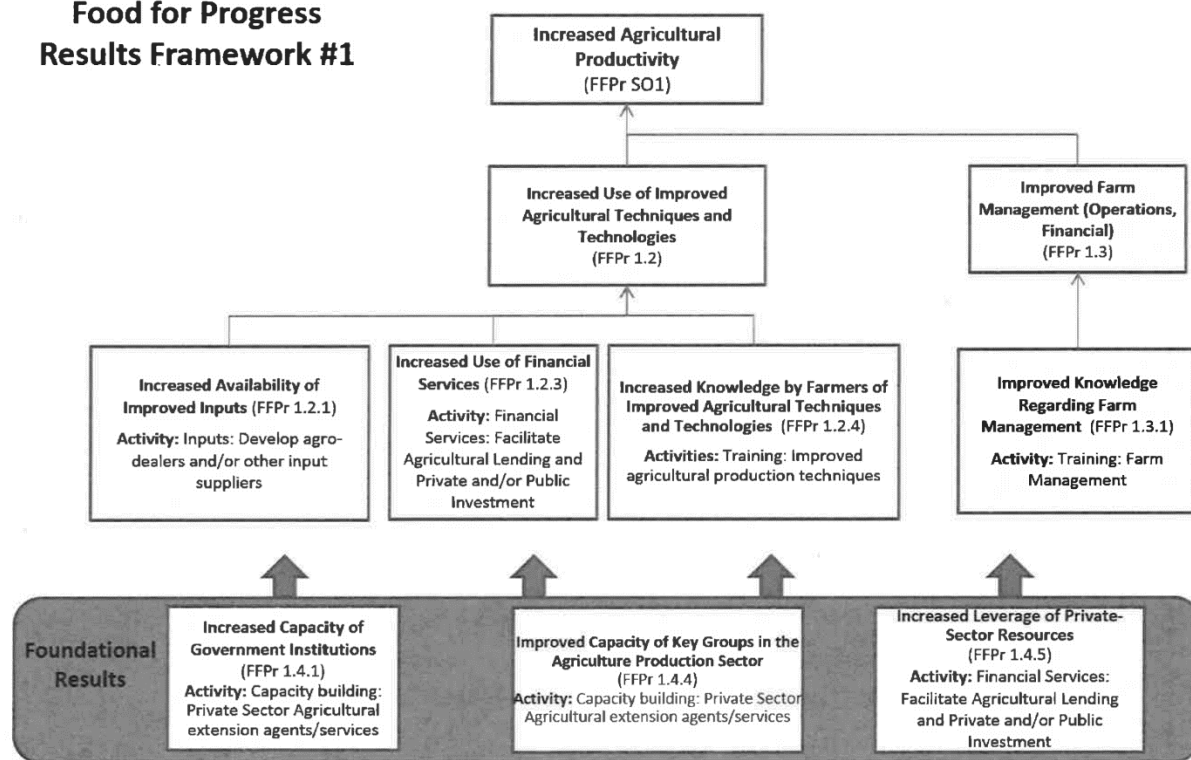 Food for Progress
Results Framework #1
Increased Agricultural
Productivity
(FFPr SO1)
Increased Use of Improved
Agricultural Techniques and
Technologies
(FFPr 1.2)
Improved Farm
Management (Operations,
Financial)
(FFPr 1.3)
Increased Availability of
Improved Inputs (FFPr 1.2.1)
Activity: Inputs: Develop agro-
dealers and/or other input
suppliers
Increased Use of Financial
Services (FFPr 1.2.3)
Activity: Financial
Services: Facilitate
Agricultural Lending and
Private and/or Public
Investment
Increased Knowledge by Farmers of
Improved Agricultural Techniques
and Technologies (FFPr 1.2.4)
Activities: Training: Improved
agricultural production techniques
Improved Knowledge
Regarding Farm
Management (FFPr 1.3.1)
Activity: Training: Farm
Management
Foundational
Results
Increased Capacity of
Government Institutions
(FFPr 1.4.1)
Activity: Capacity building:
Private Sector Agricultural
extension agents/services
Improved Capacity of Key Groups in the
Agriculture Production Sector
(FFPr 1.4.4)
Activity: Capacity building: Private Sector
Agricultural extension agents/services
Increased Leverage of Private-
Sector Resources
(FFPr 1.4.5)
Activity: Financial Services:
Facilitate Agricultural Lending
and Private and/or Public
Investment